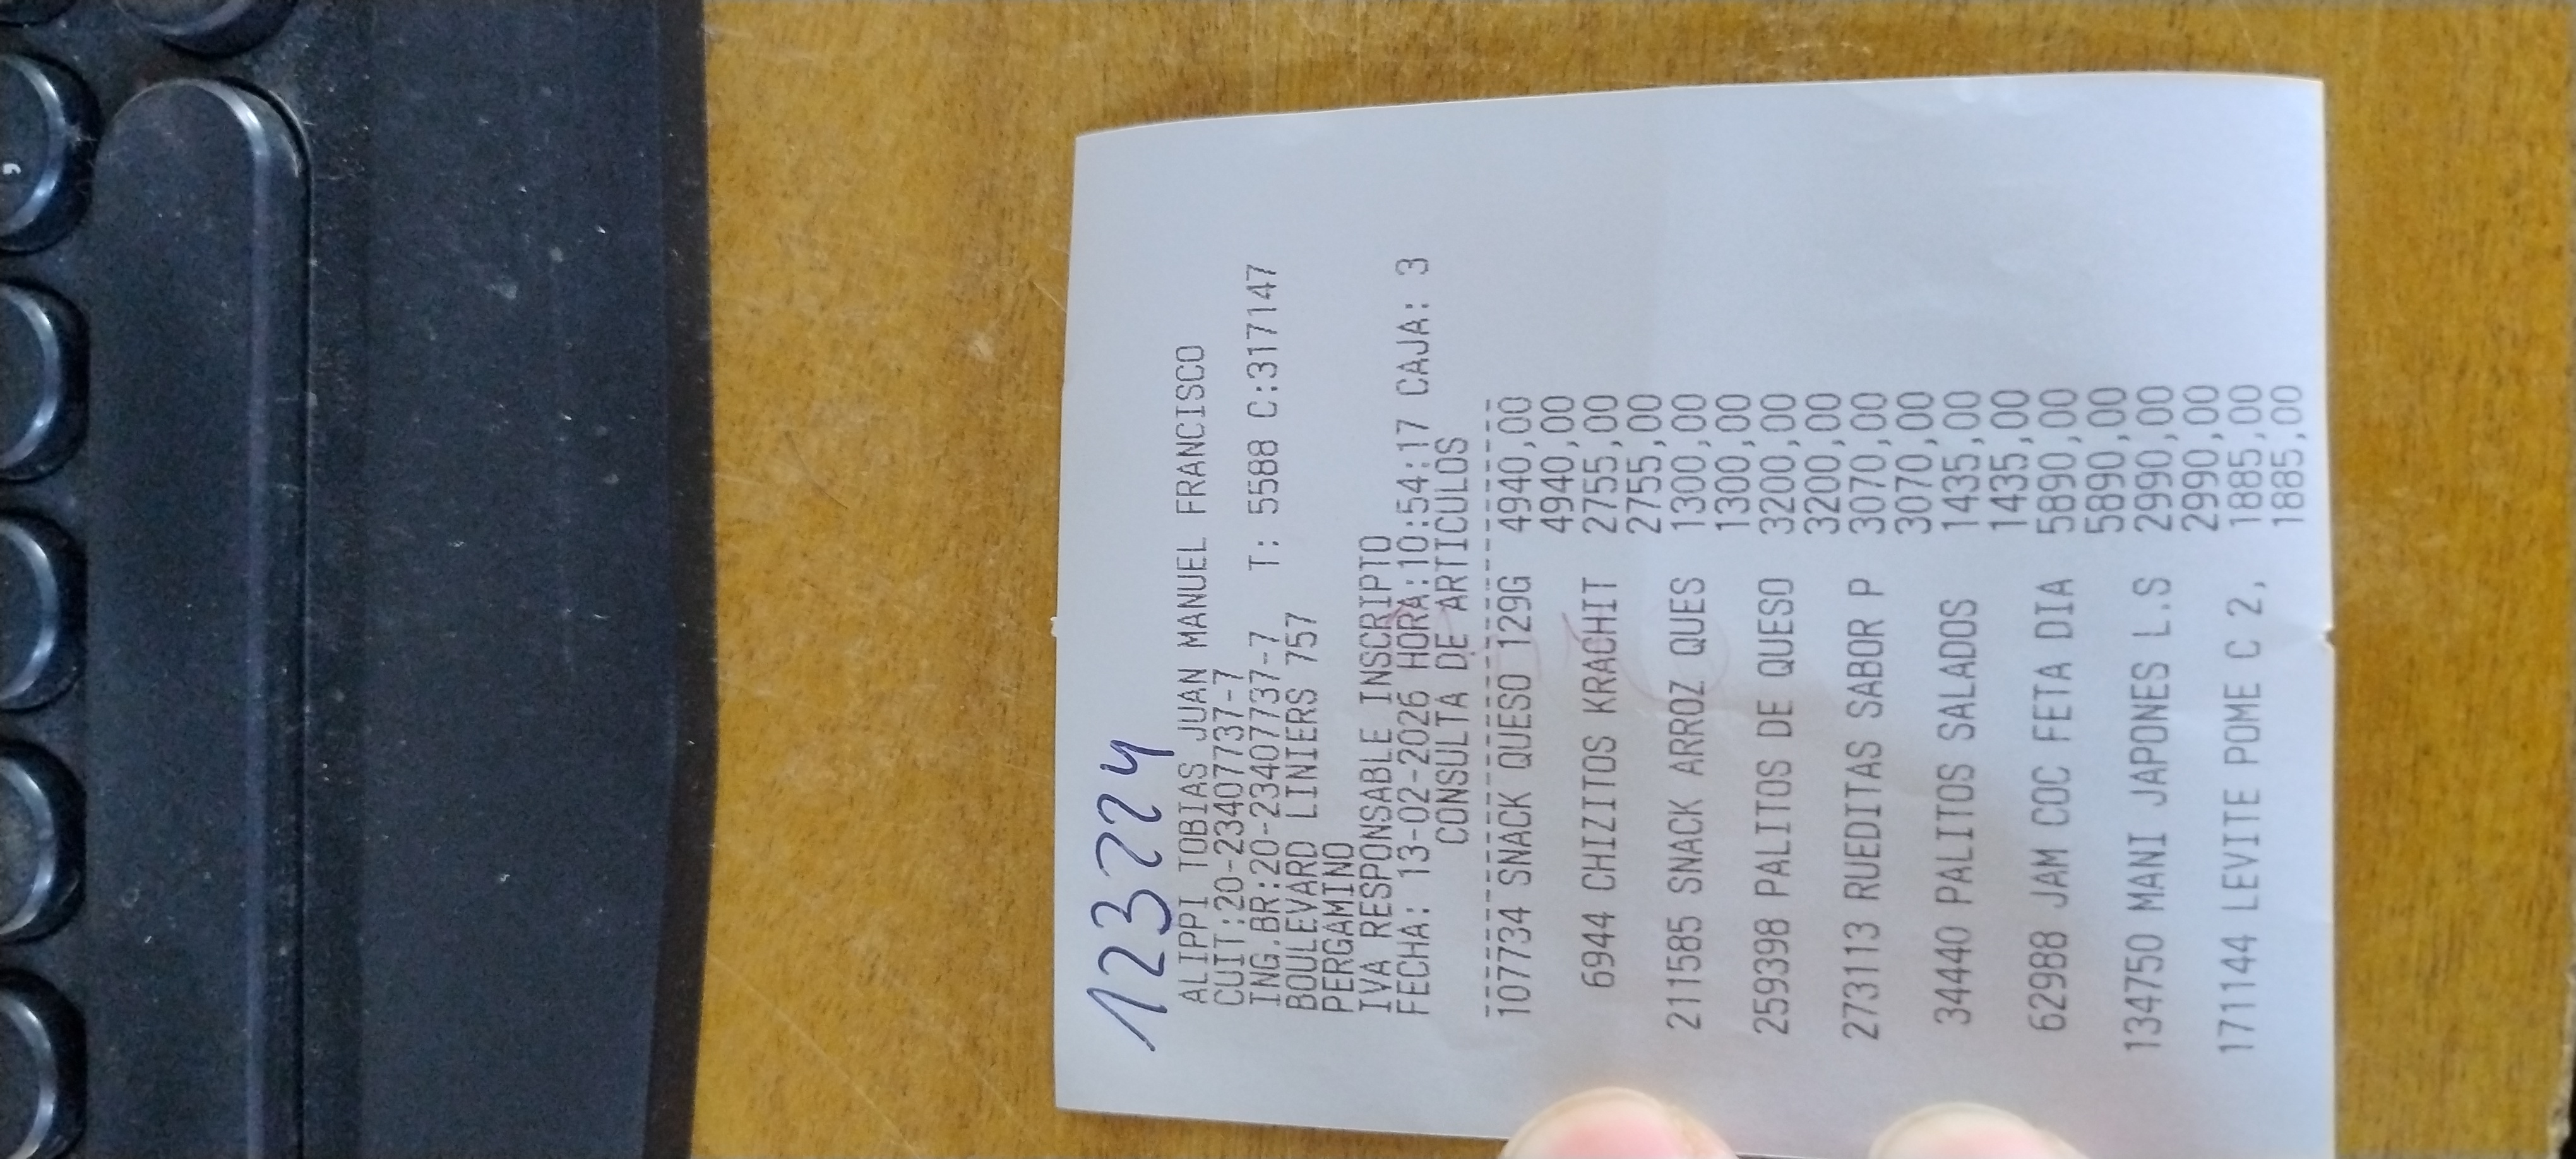 123224
ALIPPI TOBIAS JUAN MANUEL FRANCISCO
CUIT:20-23407737-7
ING.BR:20-23407737-7 T: 5588 C:317147
BOULEVARD LINIERS 757
PERGAMINO
IVA RESPONSABLE INSCRIPTO
FECHA: 13-02-2026 HORA:10:54:17 CAJA: 3
CONSULTA DE ARTICULOS
107734 SNACK QUESO 129G 4940,00
4940,00
6944 CHIZITOS KRACHIT 2755,00
2755,00
211585 SNACK ARROZ QUES 1300,00
1300,00
259398 PALITOS DE QUESO 3200,00
3200,00
273113 RUEDITAS SABOR P 3070,00
3070,00
34440 PALITOS SALADOS 1435,00
1435,00
62988 JAM COC FETA DIA 5890,00
5890,00
134750 MANI JAPONES L.S 2990,00
2990,00
171144 LEVITE POME C 2, 1885,00
1885,00